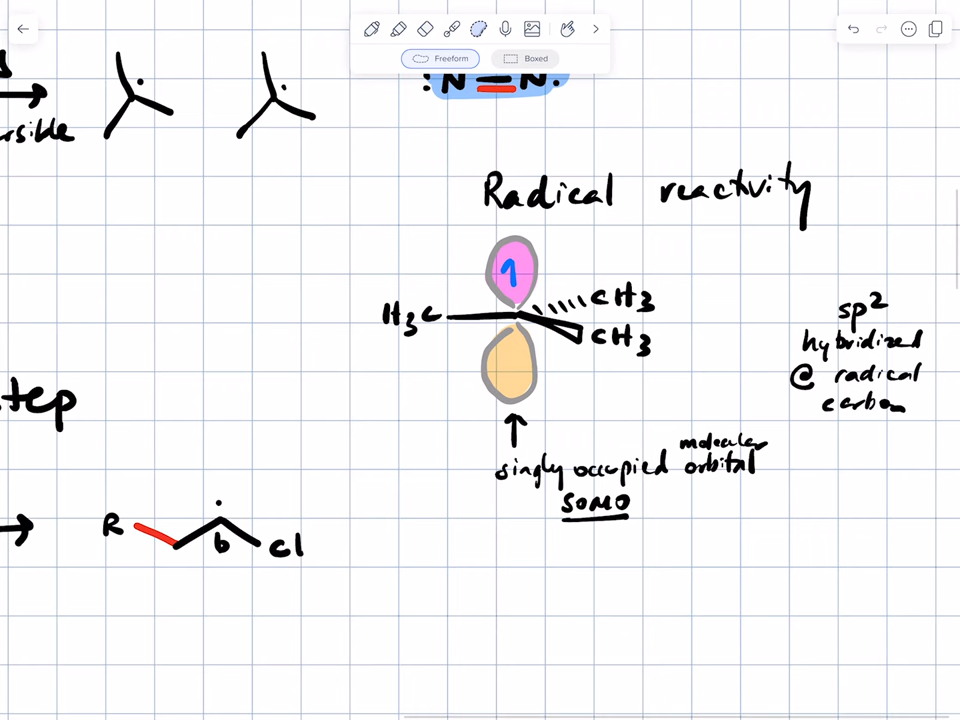 Freeform
Boxed
:N=N.
ersible
Radical reactivity
1
H3C
CH3
CH3
sp2
hybridized
@ radical
carbon
tep
singly occupied molecular orbital
SOMO
R
b
Cl